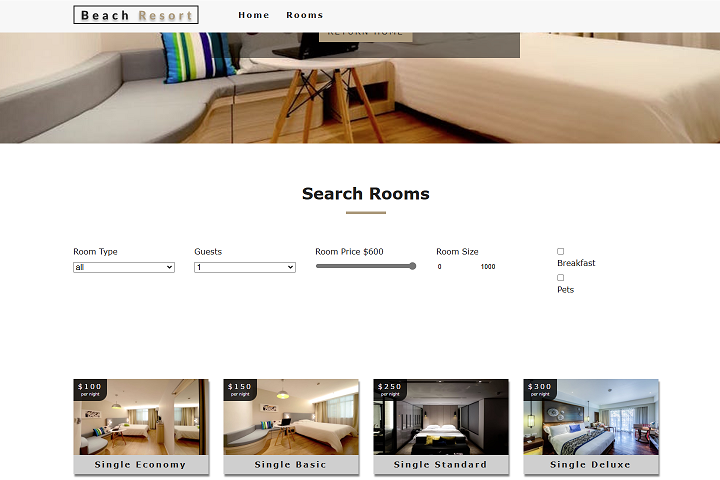 Beach Resort
Home
Rooms
RETURN HOME
Search Rooms
Room Type
all
Guests
1
Room Price $600
Room Size
0
1000
Breakfast
Pets
$100
per night
Single Economy
$150
per night
Single Basic
$250
per night
Single Standard
$300
per night
Single Deluxe